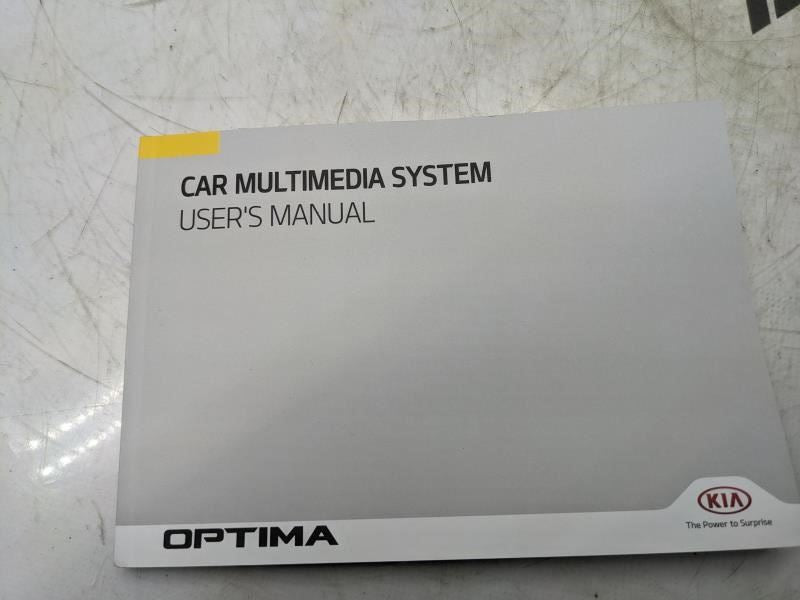 CAR MULTIMEDIA SYSTEM
USER'S MANUAL
KIA
The Power to Surprise
OPTIMA